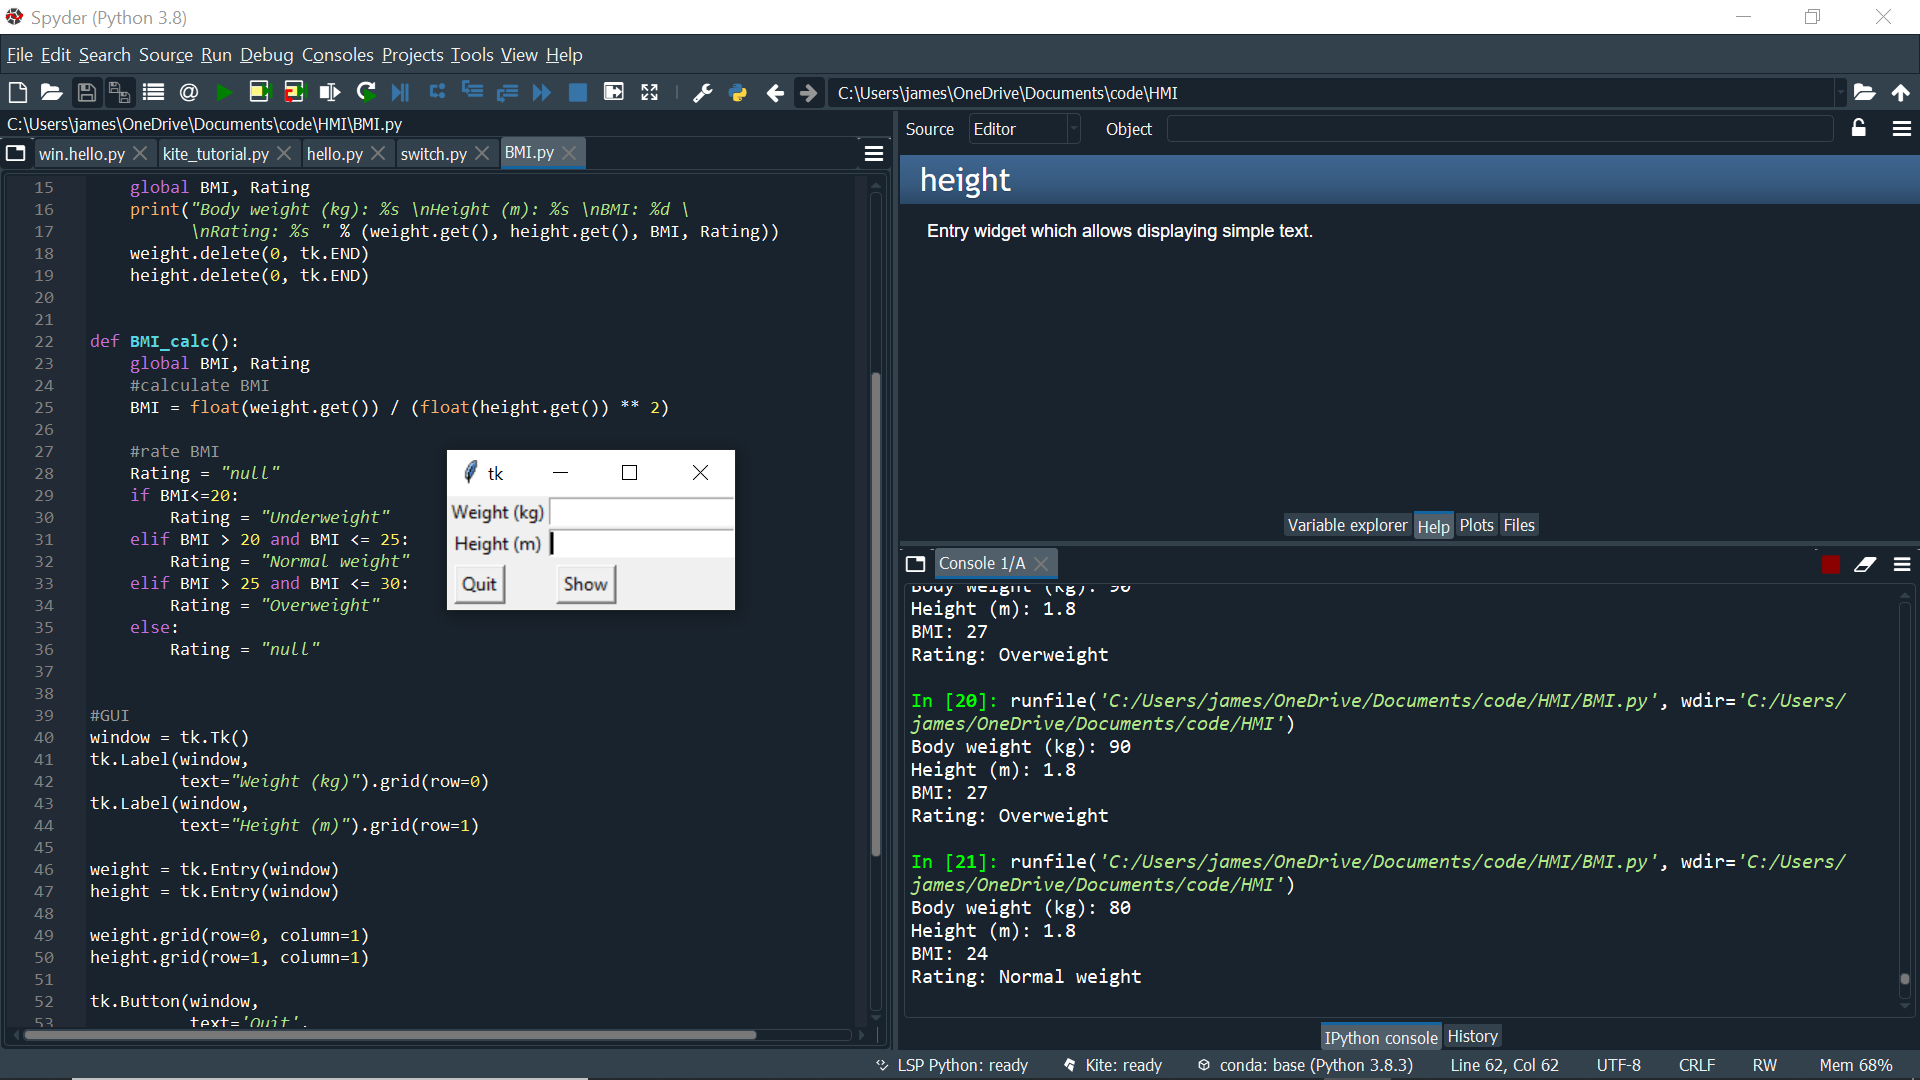 Spyder (Python 3.8)
File Edit Search Source Run Debug Consoles Projects Tools View Help
C:\Users\james\OneDrive\Documents\code\HMI
C:\Users\james\OneDrive\Documents\code\HMI\BMI.py
win.hello.py kite_tutorial.py hello.py switch.py BMI.py
15 global BMI, Rating
16 print("Body weight (kg): %s \nHeight (m): %s \nBMI: %d \
17 \nRating: %s " % (weight.get(), height.get(), BMI, Rating))
18 weight.delete(0, tk.END)
19 height.delete(0, tk.END)
20
21
22 def BMI_calc():
23 global BMI, Rating
24 #calculate BMI
25 BMI = float(weight.get()) / (float(height.get()) ** 2)
26
27 #rate BMI
28 Rating = "null"
29 if BMI<=20:
30 Rating = "Underweight"
31 elif BMI > 20 and BMI <= 25:
32 Rating = "Normal weight"
33 elif BMI > 25 and BMI <= 30:
34 Rating = "Overweight"
35 else:
36 Rating = "null"
37
38
39 #GUI
40 window = tk.Tk()
41 tk.Label(window,
42 text="Weight (kg)").grid(row=0)
43 tk.Label(window,
44 text="Height (m)").grid(row=1)
45
46 weight = tk.Entry(window)
47 height = tk.Entry(window)
48
49 weight.grid(row=0, column=1)
50 height.grid(row=1, column=1)
51
52 tk.Button(window,
53 text='Quit',
tk
Weight (kg)
Height (m)
Quit Show
Source Editor Object
height
Entry widget which allows displaying simple text.
Variable explorer Help Plots Files
Console 1/A
Body weight (kg): 90
Height (m): 1.8
BMI: 27
Rating: Overweight
In [20]: runfile('C:/Users/james/OneDrive/Documents/code/HMI/BMI.py', wdir='C:/Users/
james/OneDrive/Documents/code/HMI')
Body weight (kg): 90
Height (m): 1.8
BMI: 27
Rating: Overweight
In [21]: runfile('C:/Users/james/OneDrive/Documents/code/HMI/BMI.py', wdir='C:/Users/
james/OneDrive/Documents/code/HMI')
Body weight (kg): 80
Height (m): 1.8
BMI: 24
Rating: Normal weight
IPython console History
LSP Python: ready Kite: ready conda: base (Python 3.8.3) Line 62, Col 62 UTF-8 CRLF RW Mem 68%